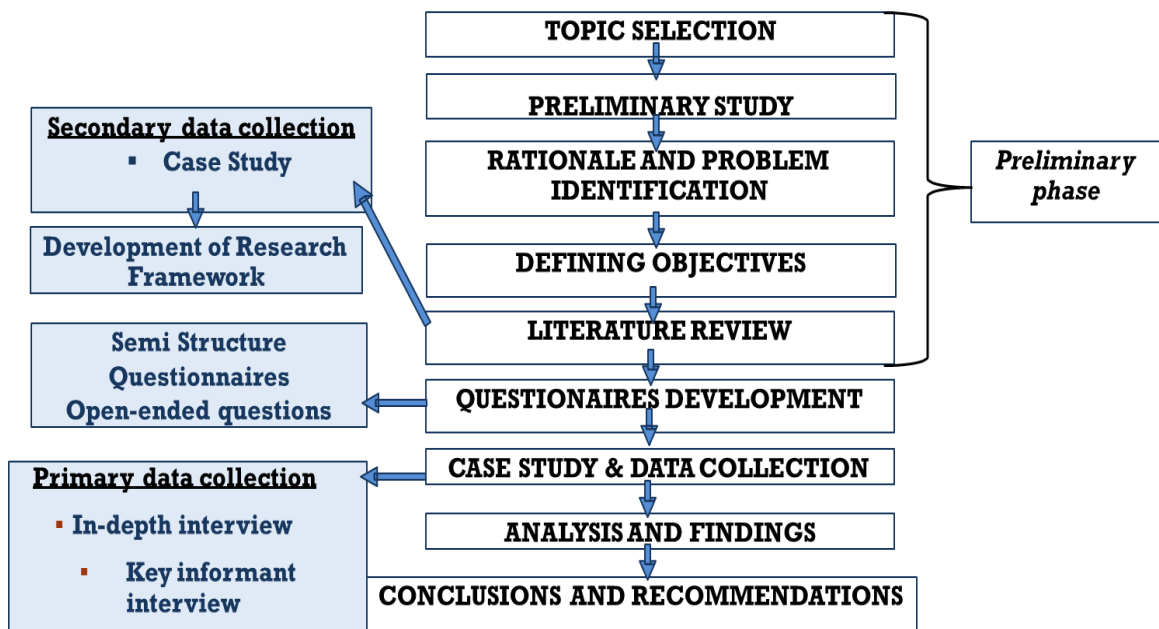 TOPIC SELECTION
PRELIMINARY STUDY
RATIONALE AND PROBLEM
IDENTIFICATION
DEFINING OBJECTIVES
LITERATURE REVIEW
QUESTIONAIRES DEVELOPMENT
CASE STUDY & DATA COLLECTION
ANALYSIS AND FINDINGS
CONCLUSIONS AND RECOMMENDATIONS
Preliminary
phase
Secondary data collection
▪ Case Study
Development of Research
Framework
Semi Structure
Questionnaires
Open-ended questions
Primary data collection
▪ In-depth interview
▪ Key informant
interview